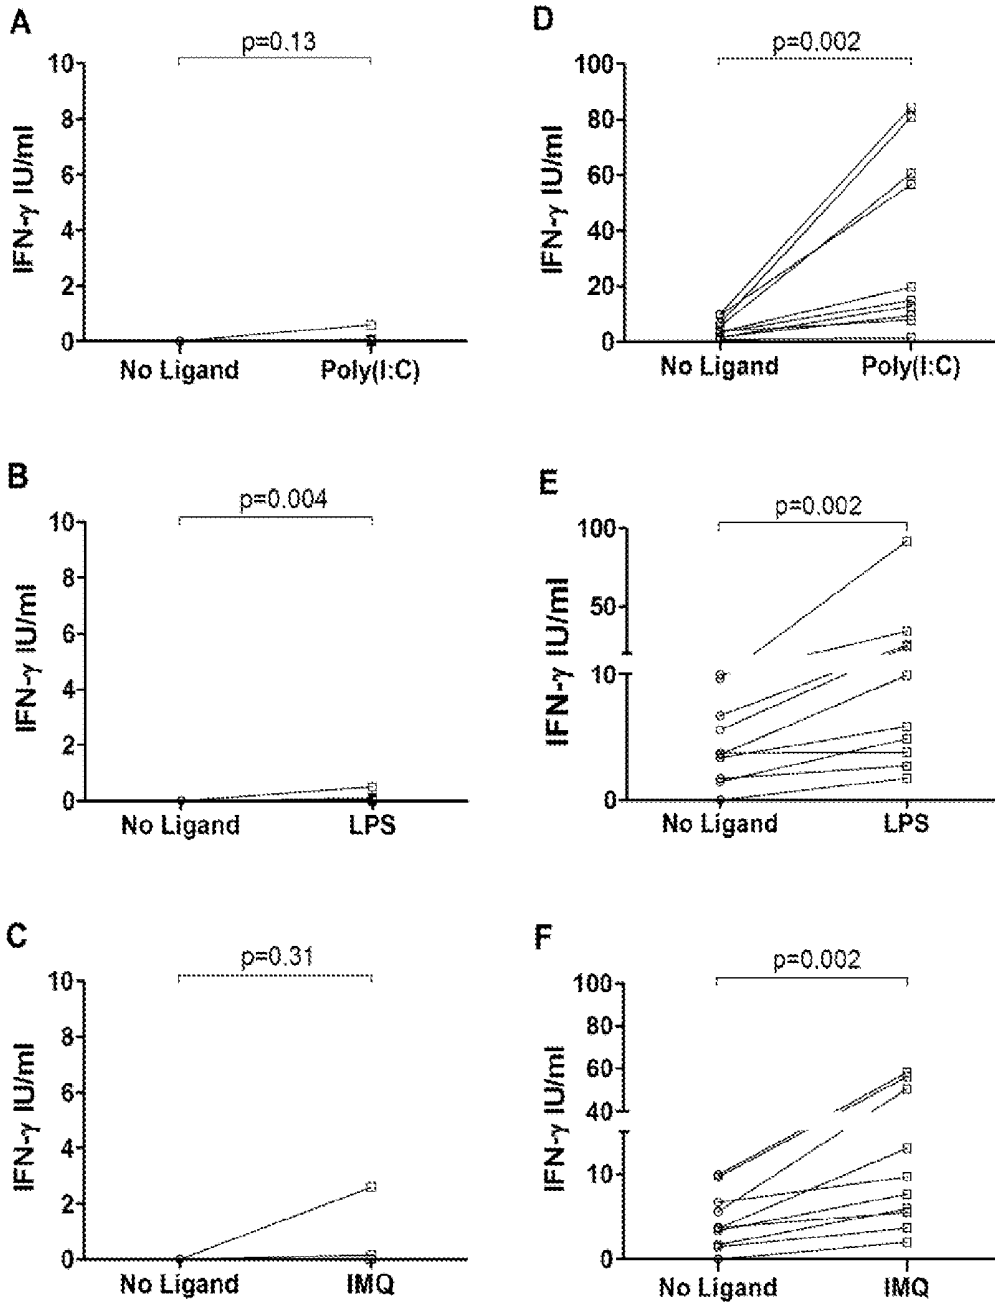 A
p=0.13
10
8
6
4
2
0
IFN-γ IU/ml
No Ligand Poly(I:C)
D
p=0.002
100
80
60
40
20
0
IFN-γ IU/ml
No Ligand Poly(I:C)
B
p=0.004
10
8
6
4
2
0
IFN-γ IU/ml
No Ligand LPS
E
p=0.002
100
50
10
0
IFN-γ IU/ml
No Ligand LPS
C
p=0.31
10
8
6
4
2
0
IFN-γ IU/ml
No Ligand IMQ
F
p=0.002
100
80
60
40
10
0
IFN-γ IU/ml
No Ligand IMQ